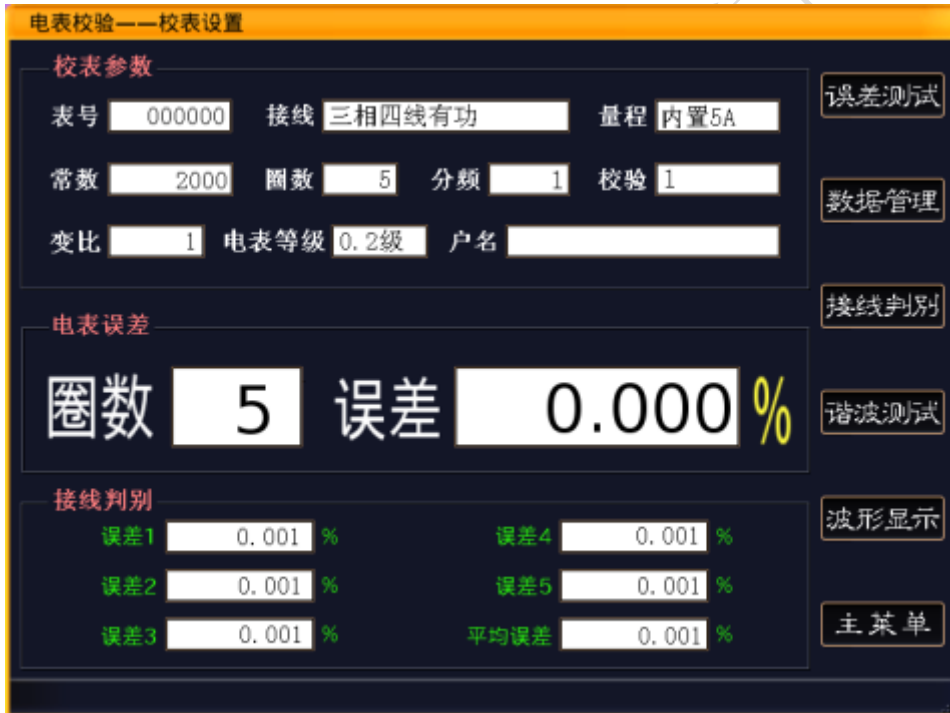 电表校验——校表设置
校表参数
表号 000000 接线 三相四线有功 量程 内置5A
常数 2000 圈数 5 分频 1 校验 1
变比 1 电表等级 0.2级 户名
电表误差
圈数 5 误差 0.000 %
接线判别
误差1 0.001 % 误差4 0.001 %
误差2 0.001 % 误差5 0.001 %
误差3 0.001 % 平均误差 0.001 %
误差测试
数据管理
接线判别
谐波测试
波形显示
主菜单